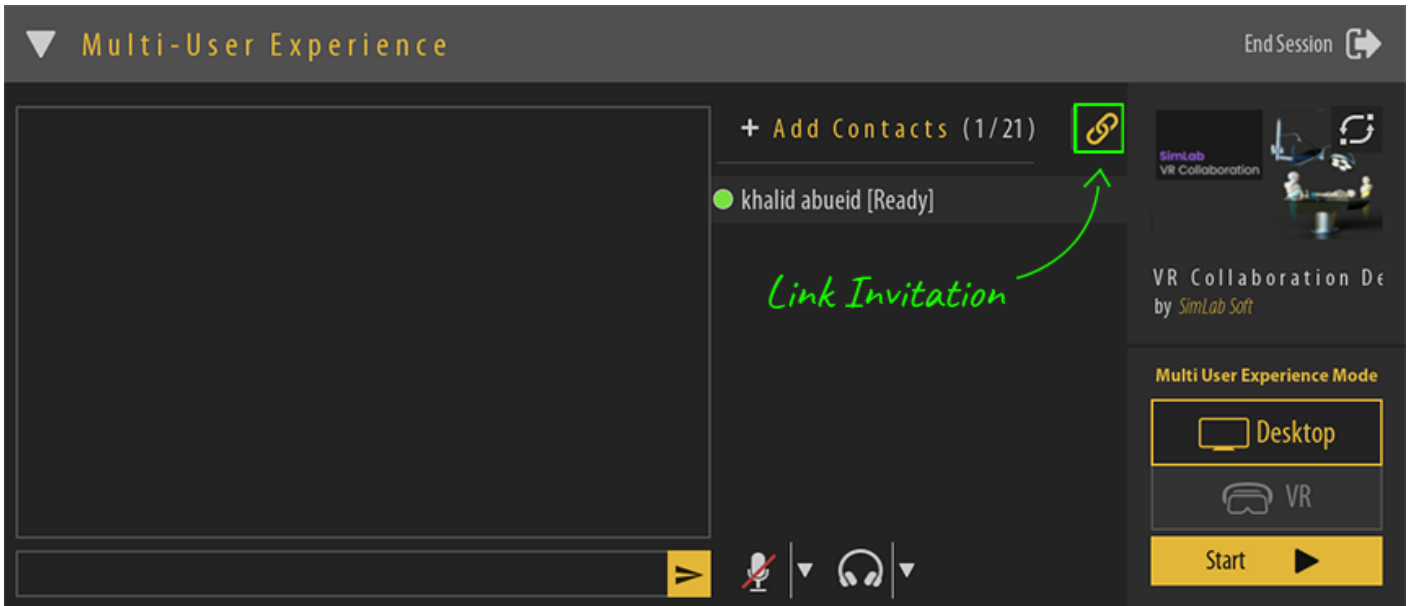 Multi-User Experience
End Session
+ Add Contacts (1/21)
khalid abueid [Ready]
Link Invitation
SimLab
VR Collaboration
VR Collaboration De
by SimLab Soft
Multi User Experience Mode
Desktop
VR
Start